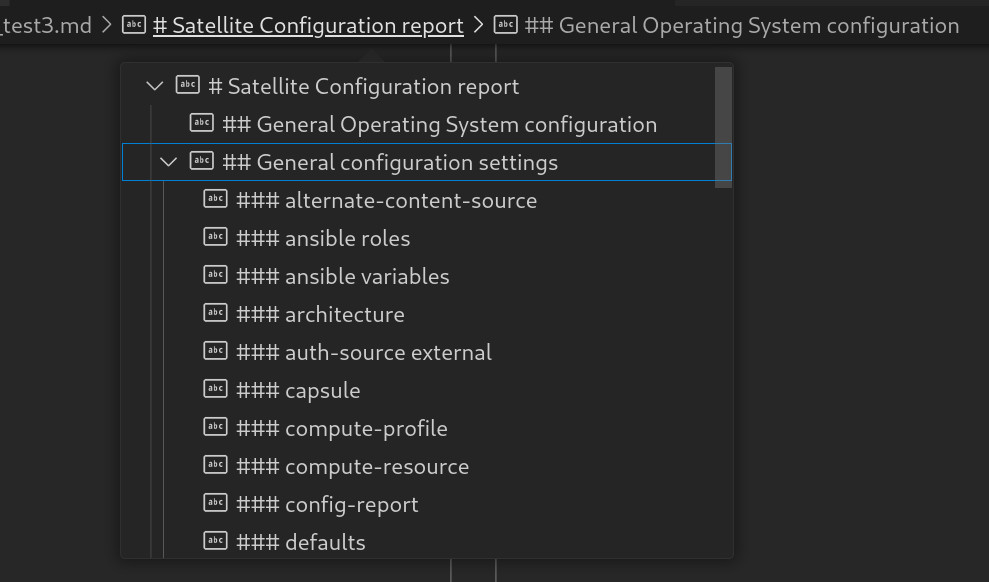 _test3.md > abc # Satellite Configuration report > abc ## General Operating System configuration
abc # Satellite Configuration report
abc ## General Operating System configuration
abc ## General configuration settings
abc ### alternate-content-source
abc ### ansible roles
abc ### ansible variables
abc ### architecture
abc ### auth-source external
abc ### capsule
abc ### compute-profile
abc ### compute-resource
abc ### config-report
abc ### defaults